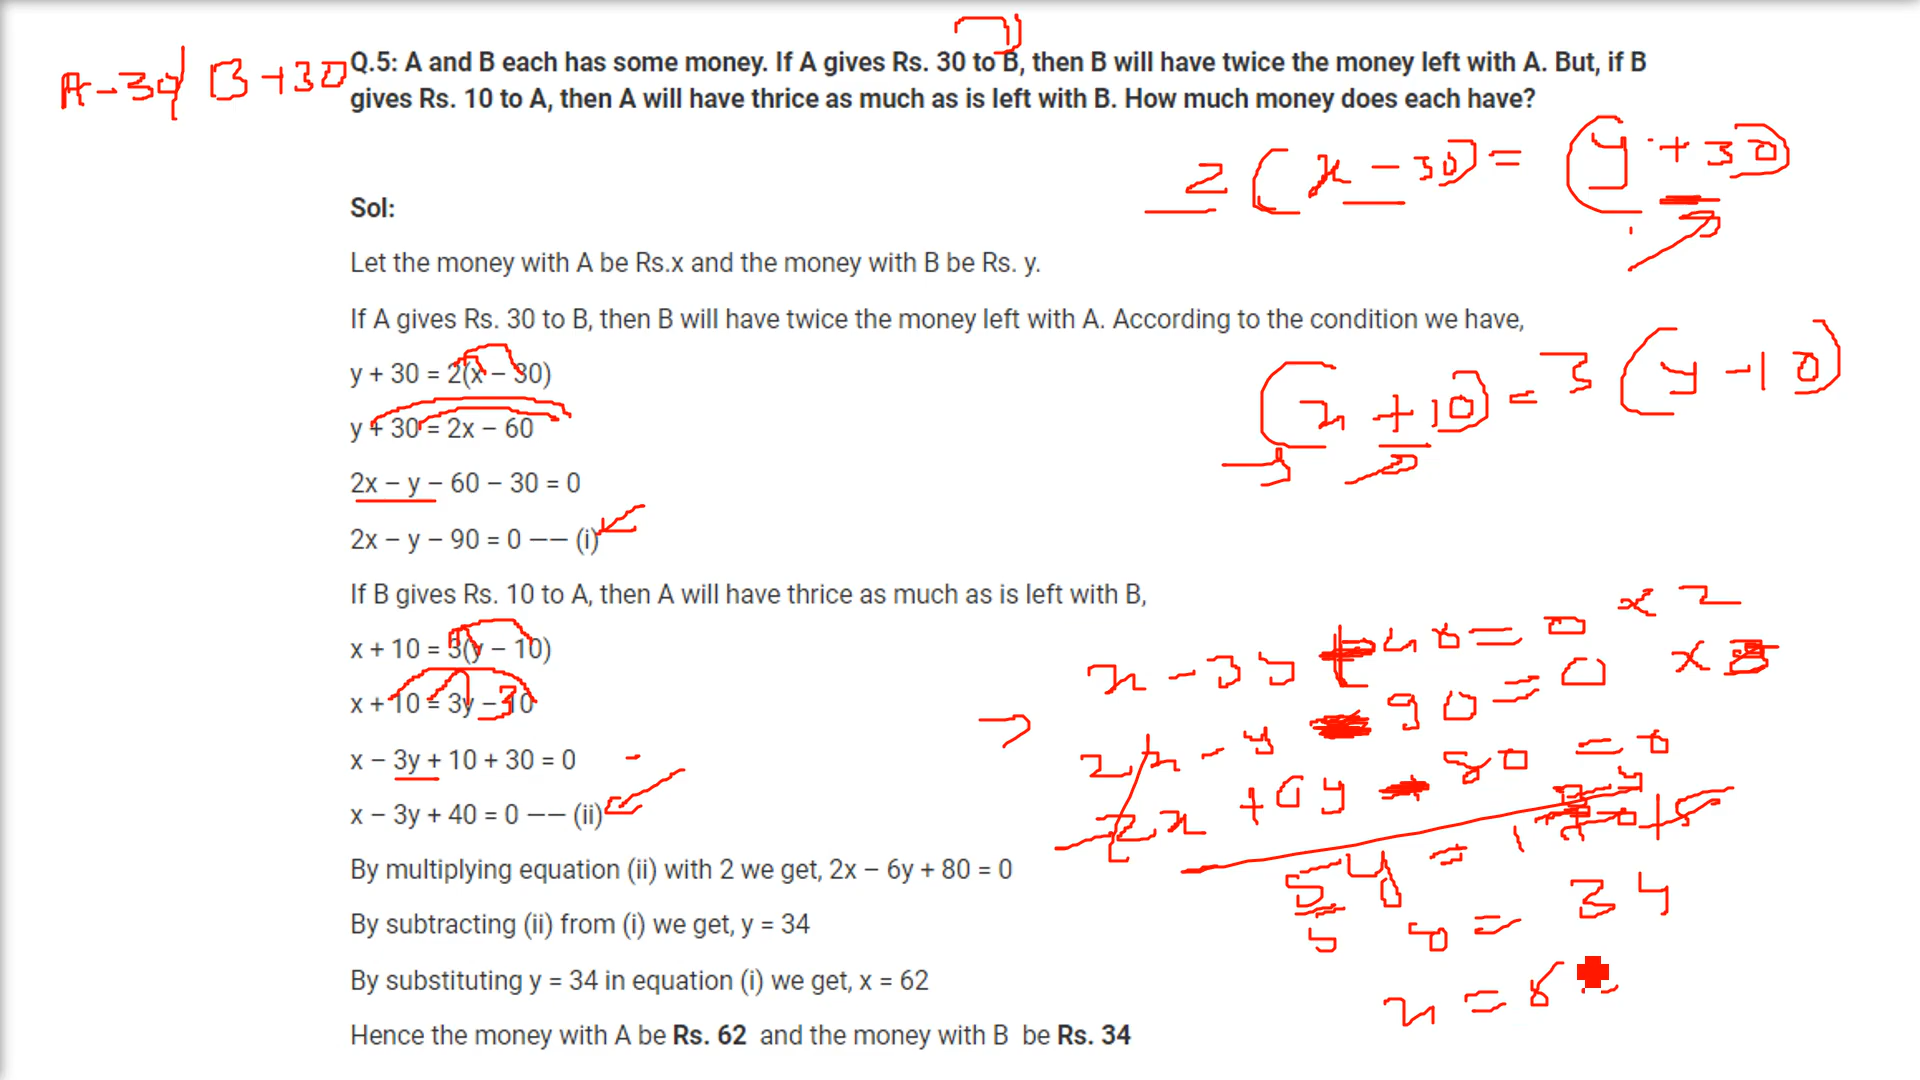 A-30 B+30
Q.5: A and B each has some money. If A gives Rs. 30 to B, then B will have twice the money left with A. But, if B
gives Rs. 10 to A, then A will have thrice as much as is left with B. How much money does each have?
2(x-30)=(y+30)
Sol:
Let the money with A be Rs.x and the money with B be Rs. y.
If A gives Rs. 30 to B, then B will have twice the money left with A. According to the condition we have,
y + 30 = 2(x – 30)
(x+10)=3(y-10)
y + 30 = 2x – 60
2x – y – 60 – 30 = 0
2x – y – 90 = 0 –– (i)
If B gives Rs. 10 to A, then A will have thrice as much as is left with B,
x + 10 = 3(y – 10)
x-3y+40=0 x2
x + 10 = 3y – 30
2x-y-90=0
x – 3y + 10 + 30 = 0
x – 3y + 40 = 0 –– (ii)
By multiplying equation (ii) with 2 we get, 2x – 6y + 80 = 0
By subtracting (ii) from (i) we get, y = 34
y = 34
By substituting y = 34 in equation (i) we get, x = 62
Hence the money with A be Rs. 62 and the money with B be Rs. 34